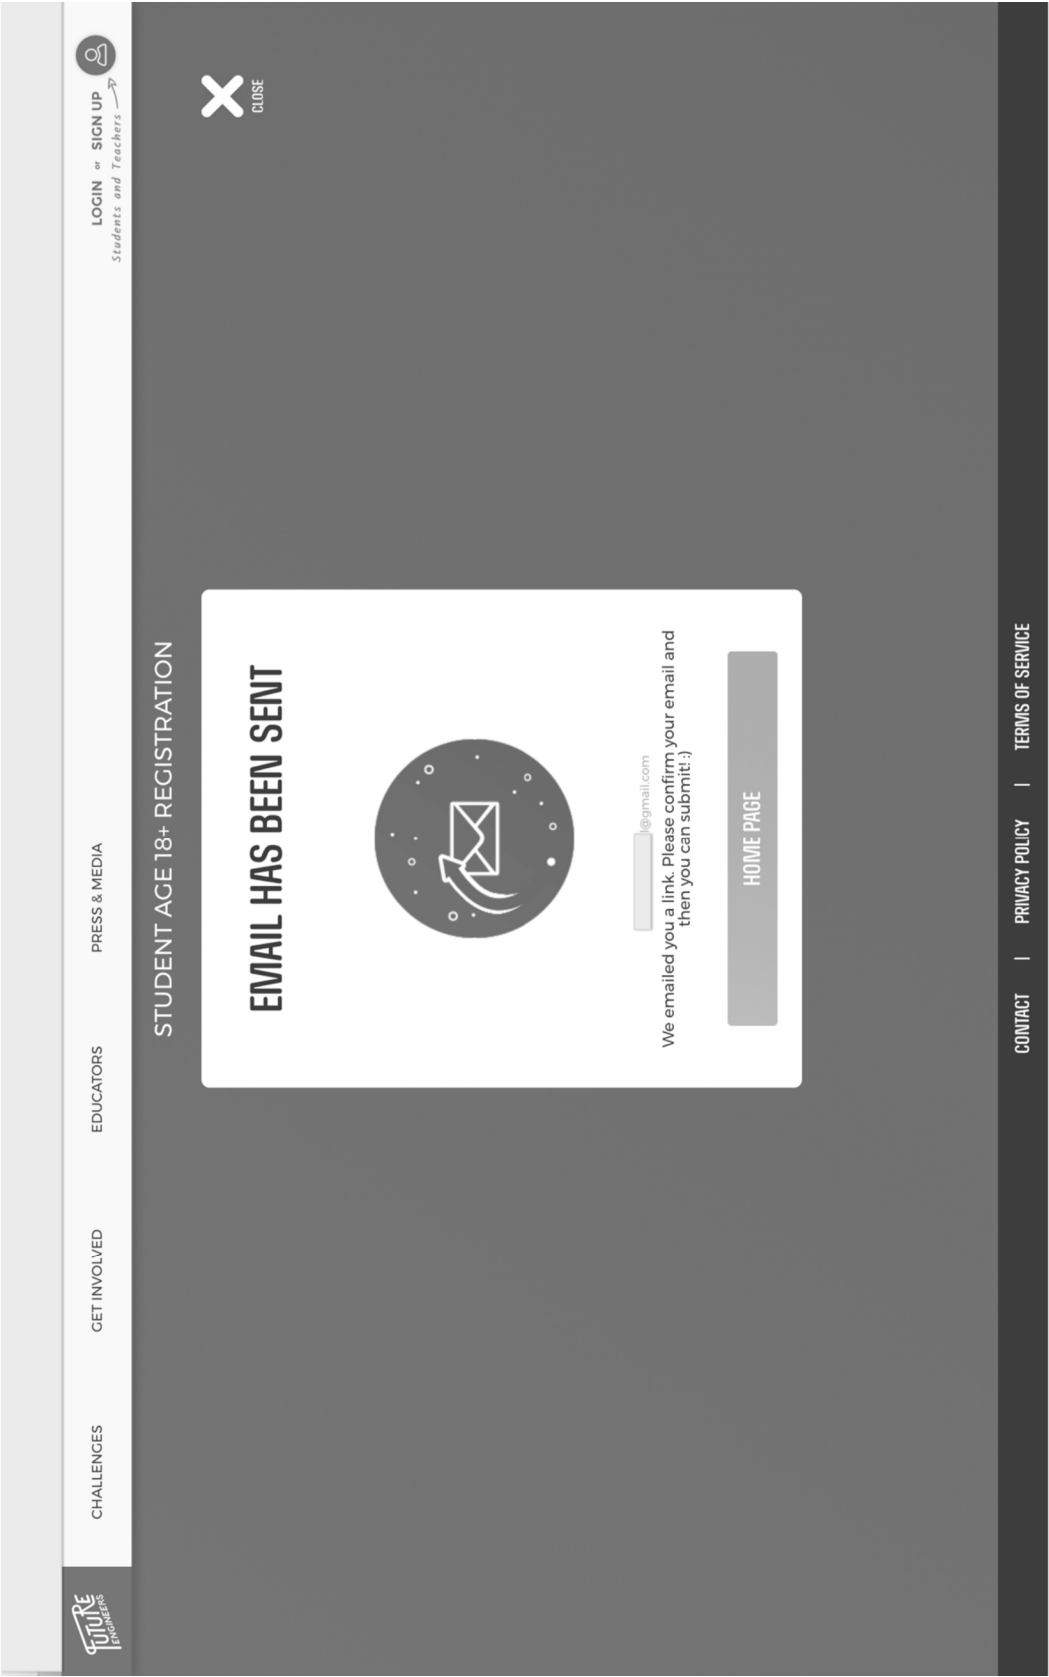 FUTURE
ENGINEERS
CHALLENGES
GET INVOLVED
EDUCATORS
PRESS & MEDIA
LOGIN or SIGN UP
Students and Teachers
STUDENT AGE 18+ REGISTRATION
CLOSE
EMAIL HAS BEEN SENT
@gmail.com
We emailed you a link. Please confirm your email and
then you can submit! :)
HOME PAGE
CONTACT | PRIVACY POLICY | TERMS OF SERVICE